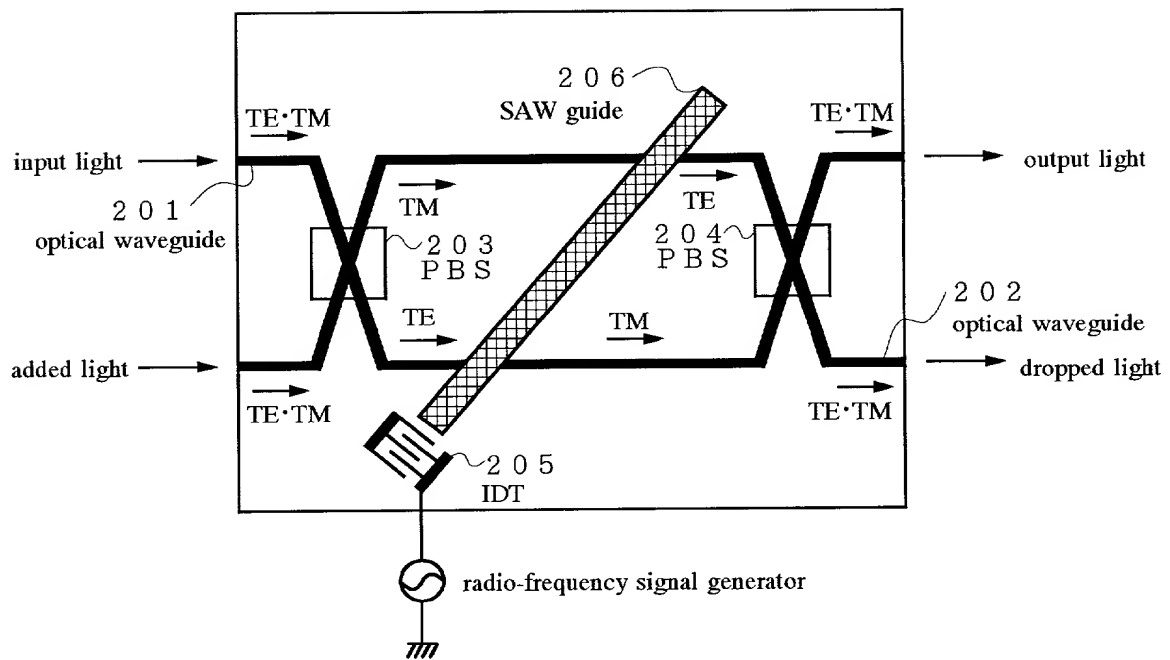 206
SAW guide
TE·TM
TE·TM
input light
output light
201
optical waveguide
TM
TE
203
PBS
204
PBS
202
optical waveguide
TE
TM
added light
dropped light
TE·TM
TE·TM
205
IDT
radio-frequency signal generator